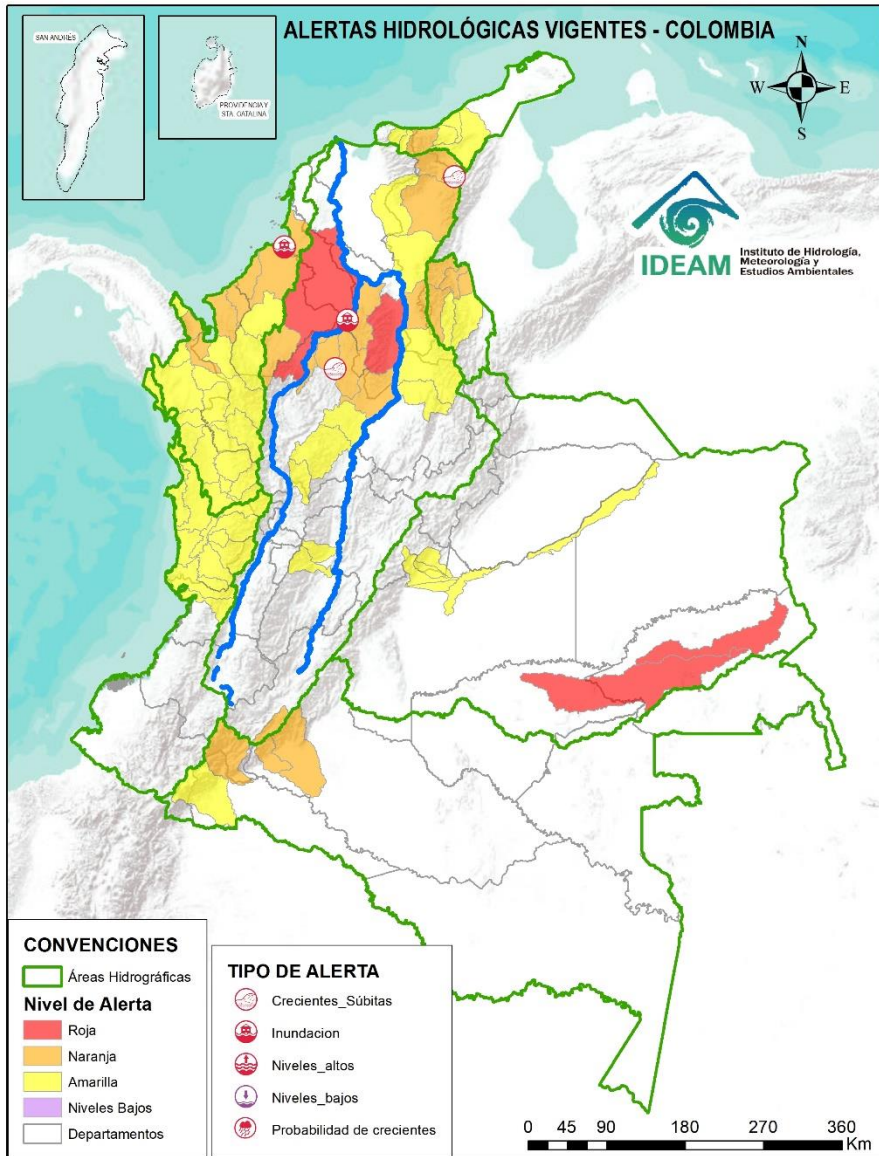 ALERTAS HIDROLÓGICAS VIGENTES - COLOMBIA
SAN ANDRÉS
PROVIDENCIA Y
STA. CATALINA
N
W
E
S
IDEAM
Instituto de Hidrología,
Meteorología y
Estudios Ambientales
CONVENCIONES
Áreas Hidrográficas
Nivel de Alerta
Roja
Naranja
Amarilla
Niveles Bajos
Departamentos
TIPO DE ALERTA
Crecientes_Súbitas
Inundacion
Niveles_altos
Niveles_bajos
Probabilidad de crecientes
0 45 90 180 270 360
Km